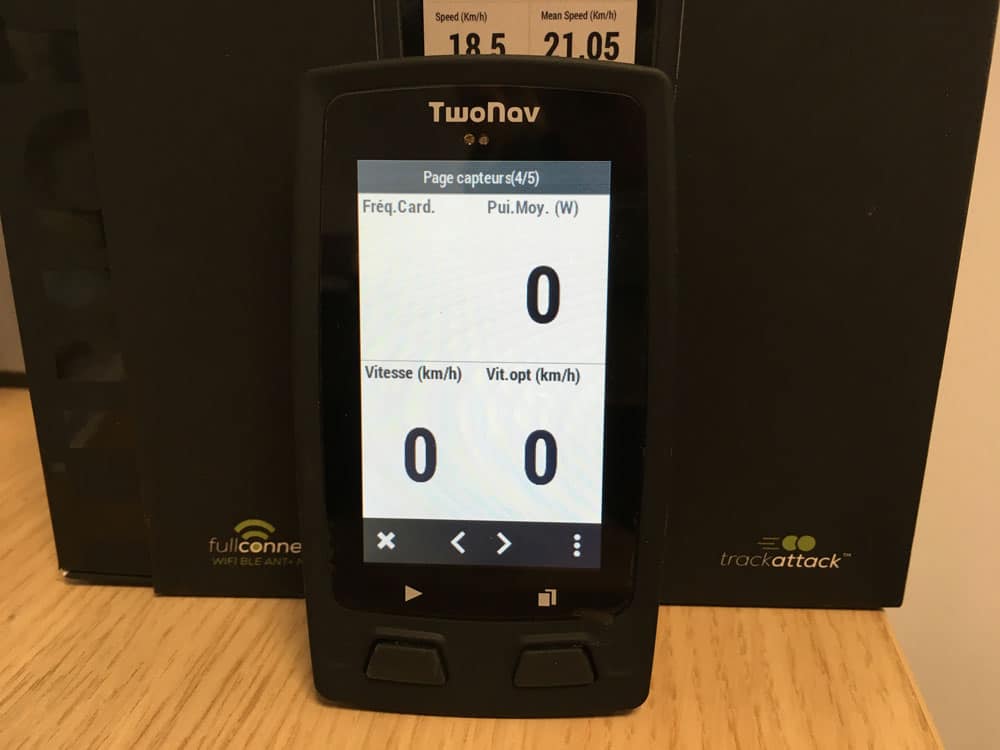 Speed (Km/h) Mean Speed (Km/h)
18.5 21.05
TwoNav
Page capteurs(4/5)
Fréq.Card. Pui.Moy. (W)
0
Vitesse (km/h) Vit.opt (km/h)
0 0
fullconne
WIFI BLE ANT+
trackattack™